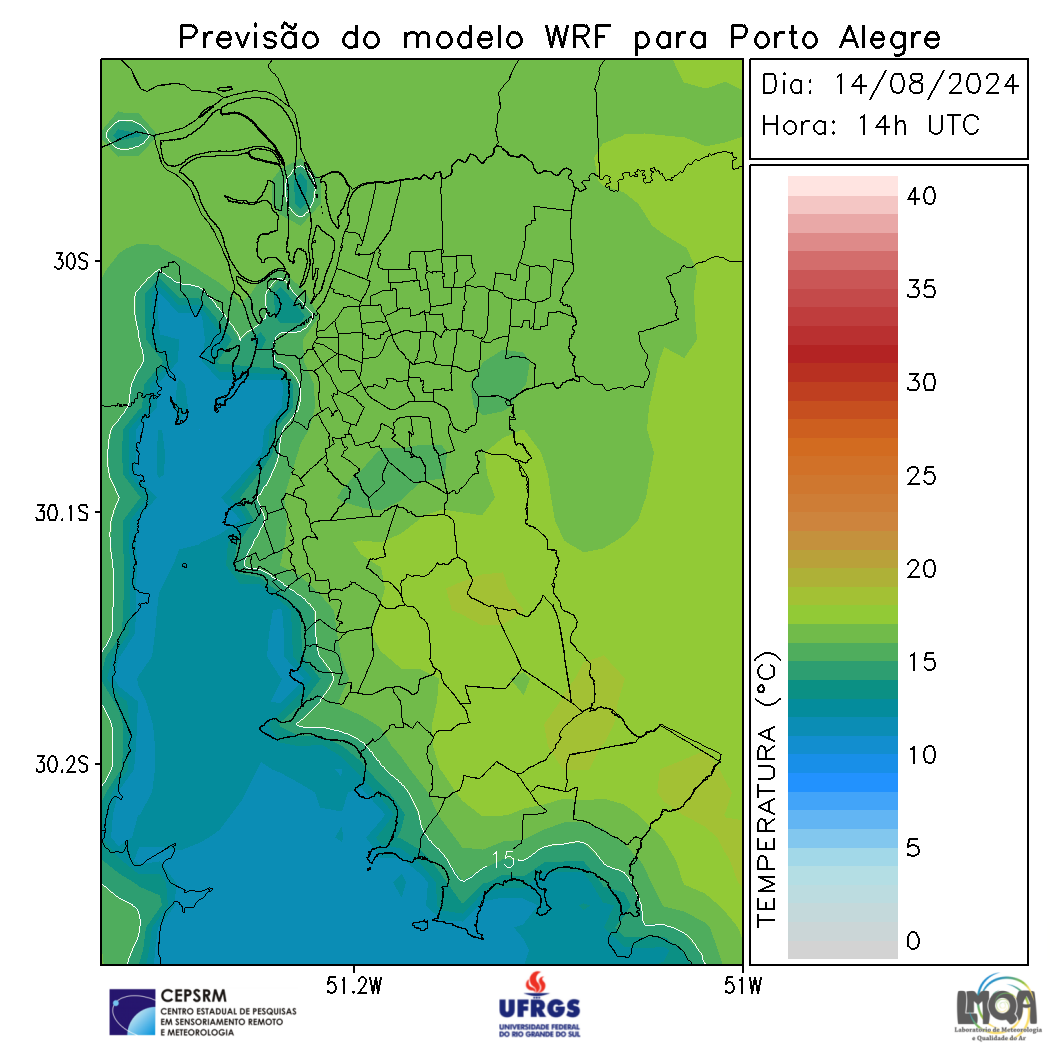 Previsão do modelo WRF para Porto Alegre
Dia: 14/08/2024
Hora: 14h UTC
40
35
30
25
20
15
10
5
0
TEMPERATURA (°C)
30S
30.1S
30.2S
15
51.2W
51W
CEPSRM
CENTRO ESTADUAL DE PESQUISAS
EM SENSORIAMENTO REMOTO
E METEOROLOGIA
UFRGS
UNIVERSIDADE FEDERAL
DO RIO GRANDE DO SUL
LMQA
Laboratório de Meteorologia
e Qualidade do Ar